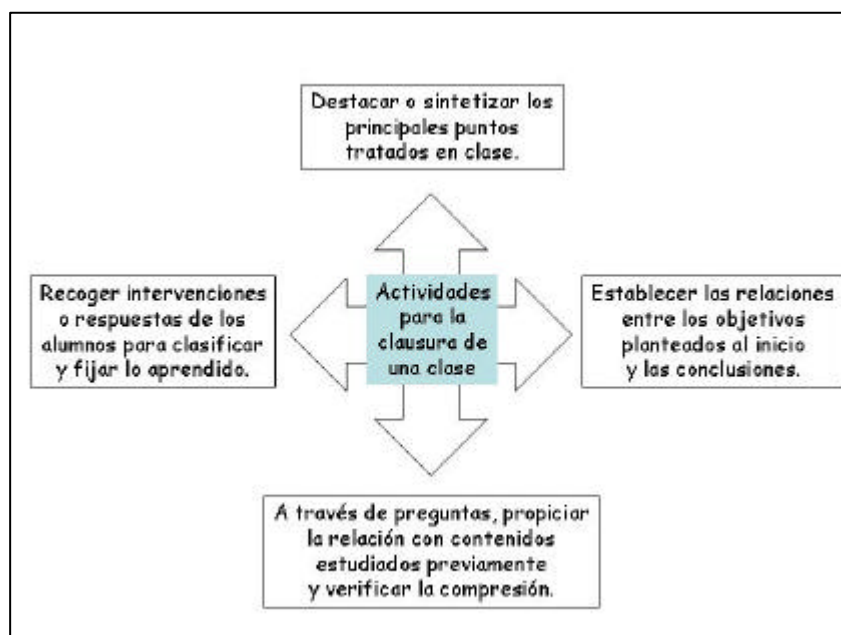 Destacar o sintetizar los
principales puntos
tratados en clase.
Recoger intervenciones
o respuestas de los
alumnos para clasificar
y fijar lo aprendido.
Actividades
para la
clausura de
una clase
Establecer las relaciones
entre los objetivos
planteados al inicio
y las conclusiones.
A través de preguntas, propiciar
la relación con contenidos
estudiados previamente
y verificar la compresión.